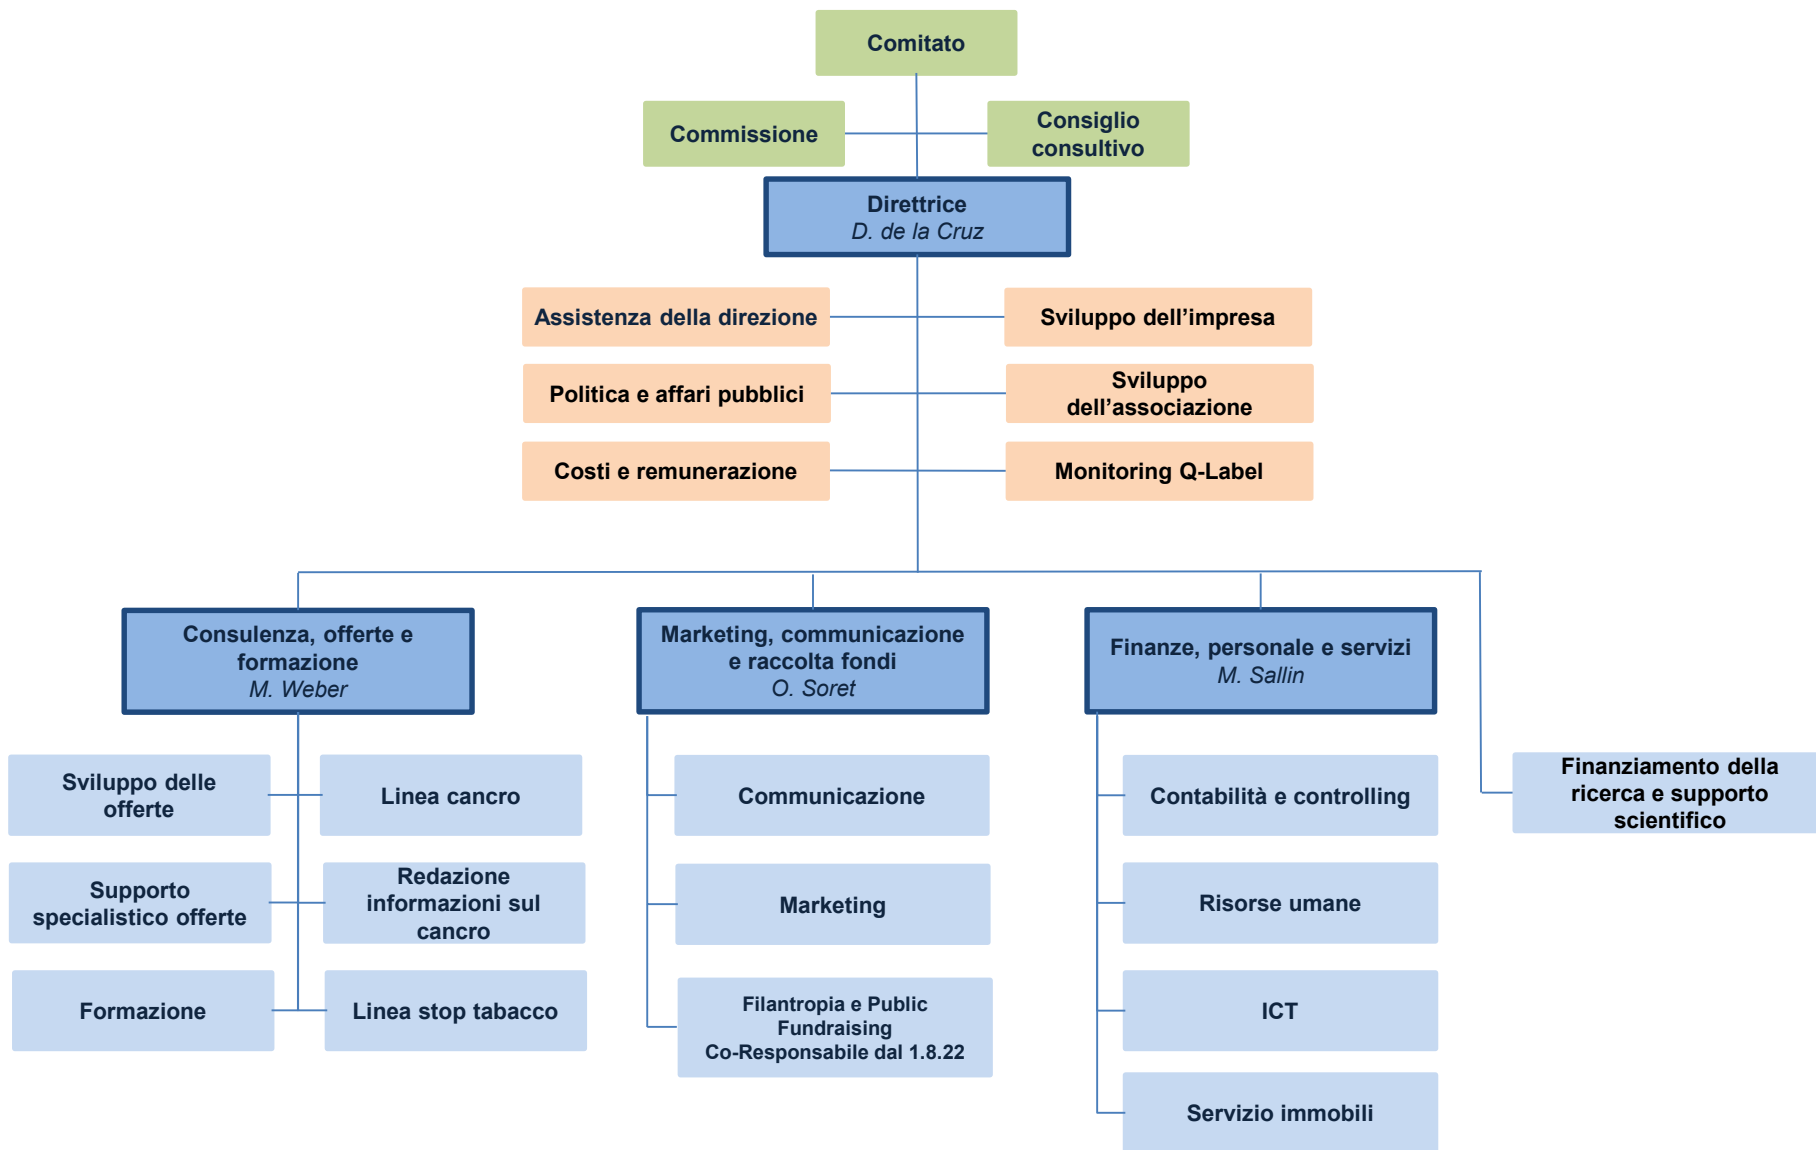 Comitato
Commissione
Consiglio
consultivo
Direttrice
D. de la Cruz
Assistenza della direzione
Sviluppo dell’impresa
Politica e affari pubblici
Sviluppo
dell’associazione
Costi e remunerazione
Monitoring Q-Label
Consulenza, offerte e
formazione
M. Weber
Marketing, communicazione
e raccolta fondi
O. Soret
Finanze, personale e servizi
M. Sallin
Sviluppo delle
offerte
Linea cancro
Supporto
specialistico offerte
Redazione
informazioni sul
cancro
Formazione
Linea stop tabacco
Communicazione
Marketing
Filantropia e Public
Fundraising
Co-Responsabile dal 1.8.22
Contabilità e controlling
Risorse umane
ICT
Servizio immobili
Finanziamento della
ricerca e supporto
scientifico